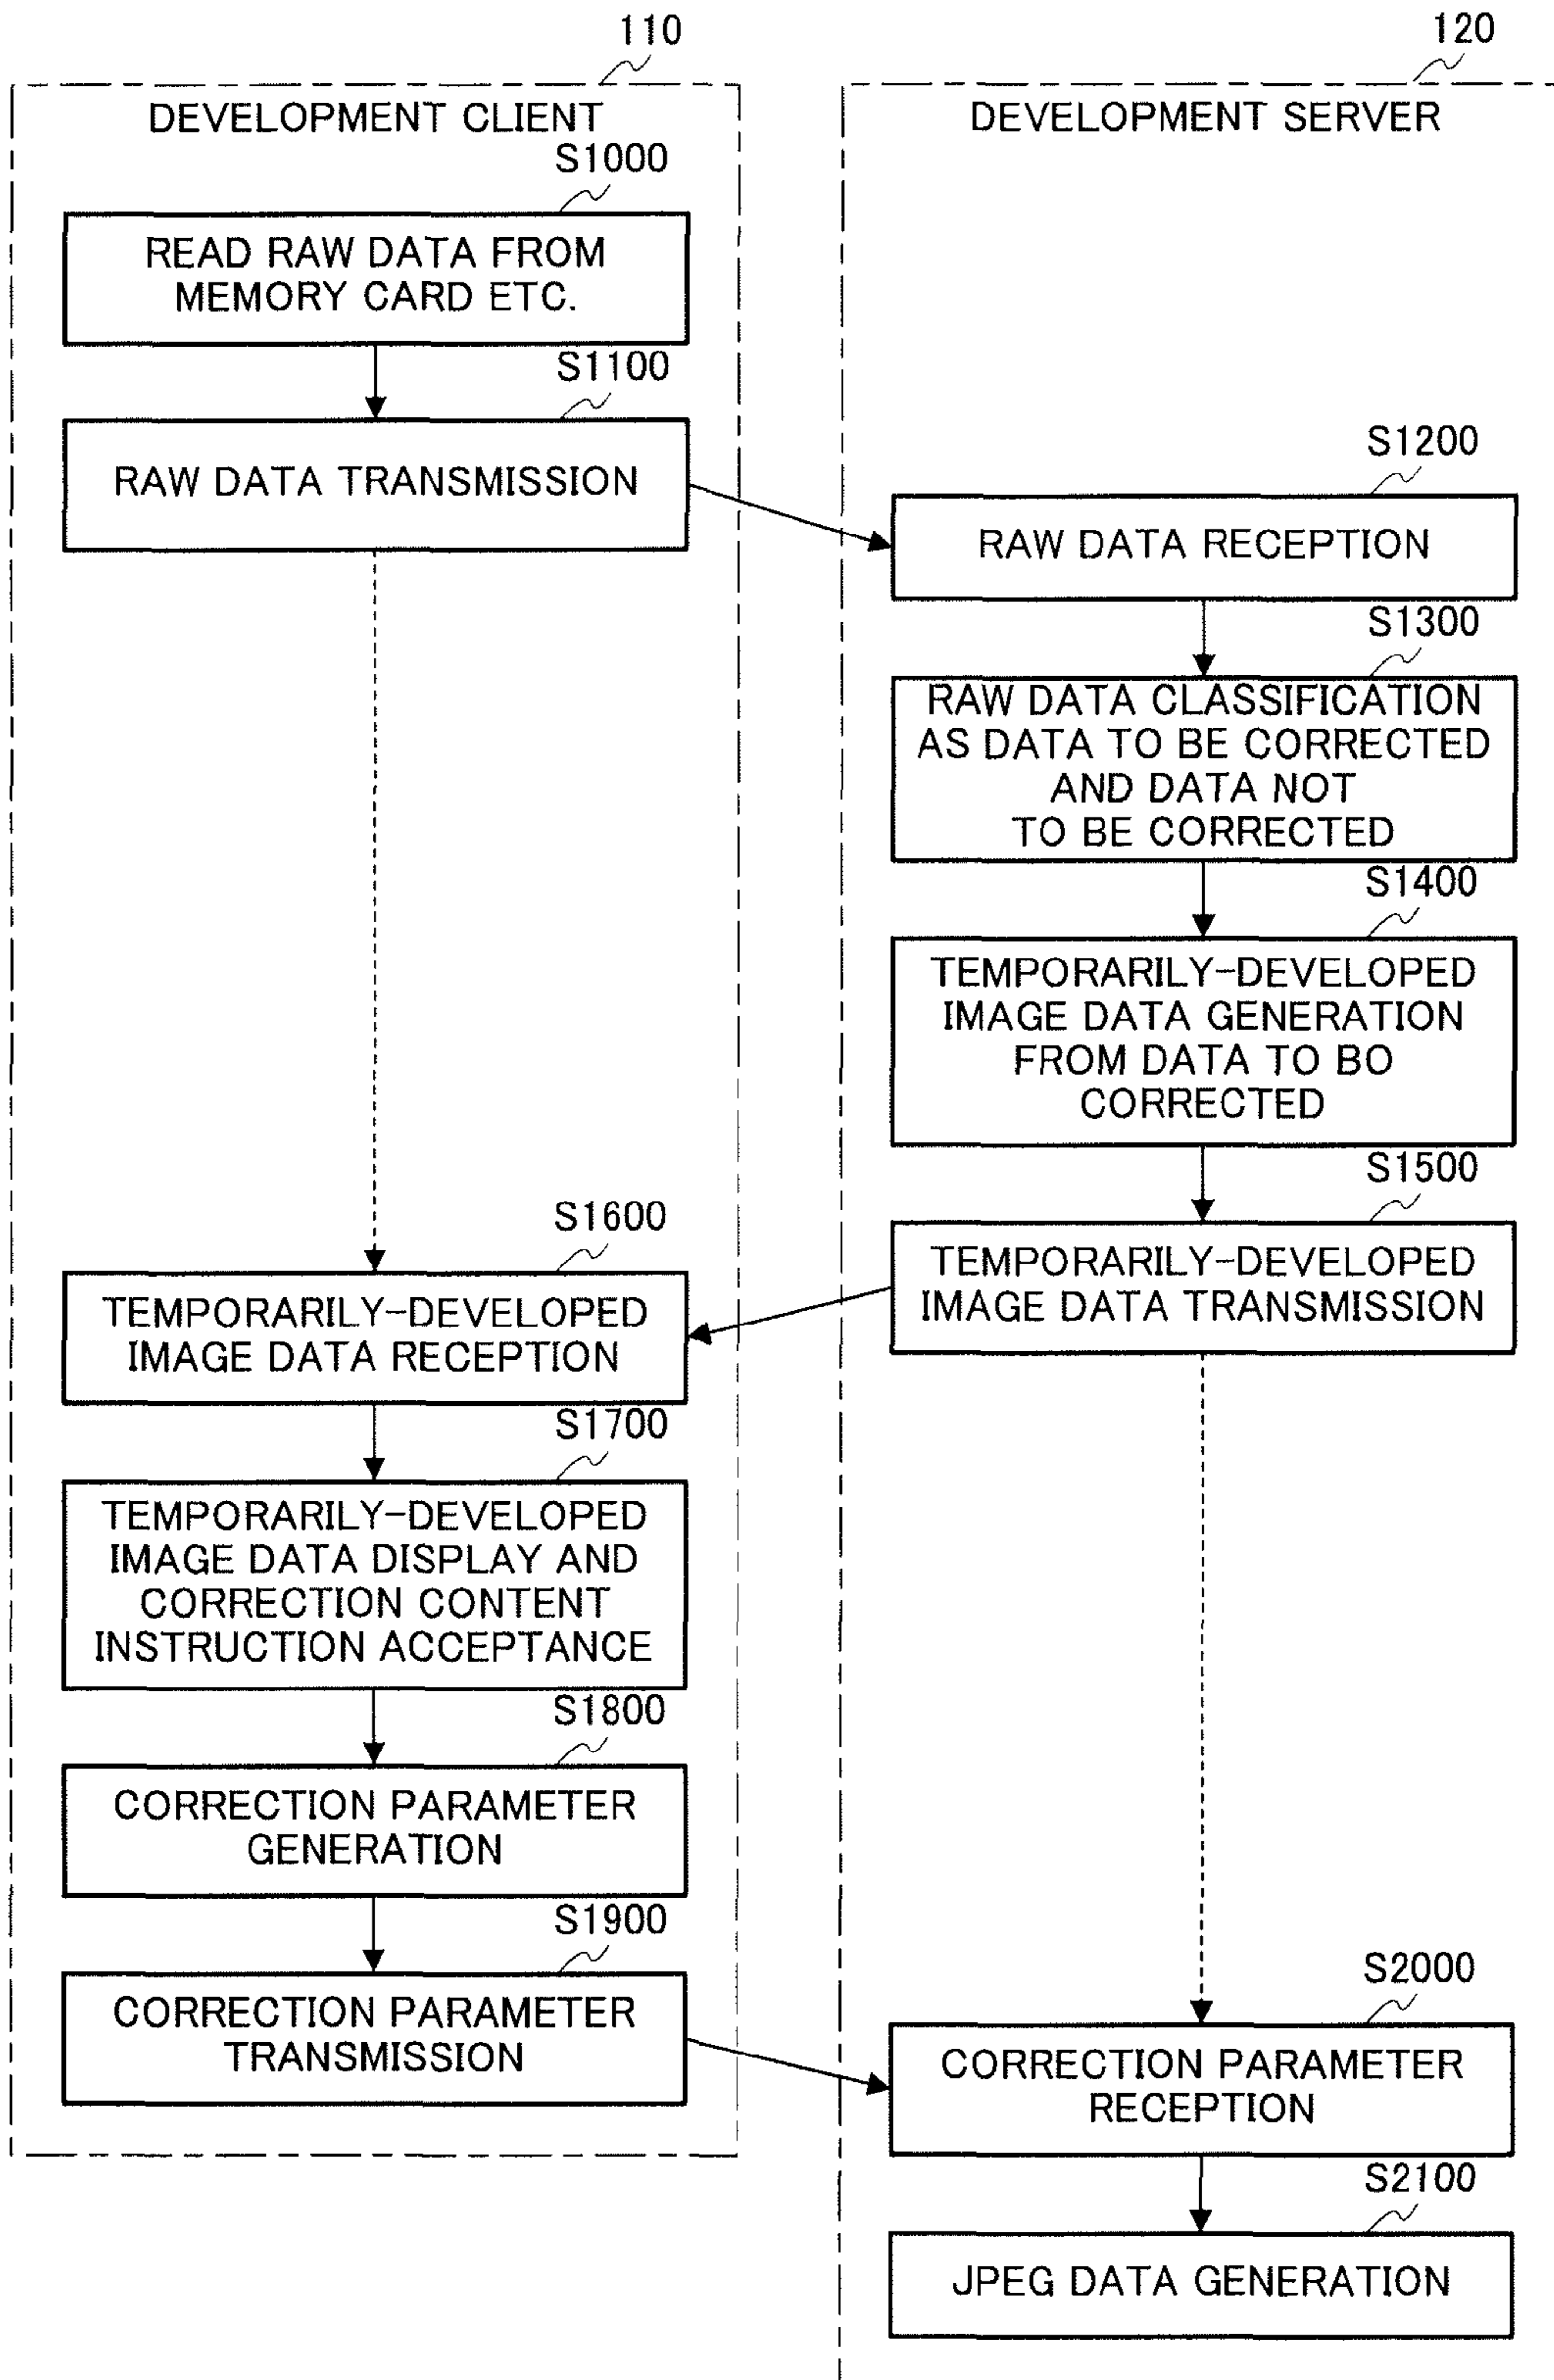 110
DEVELOPMENT CLIENT
S1000
READ RAW DATA FROM
MEMORY CARD ETC.
S1100
RAW DATA TRANSMISSION
120
DEVELOPMENT SERVER
S1200
RAW DATA RECEPTION
S1300
RAW DATA CLASSIFICATION
AS DATA TO BE CORRECTED
AND DATA NOT
TO BE CORRECTED
S1400
TEMPORARILY-DEVELOPED
IMAGE DATA GENERATION
FROM DATA TO BO
CORRECTED
S1500
TEMPORARILY-DEVELOPED
IMAGE DATA TRANSMISSION
S1600
TEMPORARILY-DEVELOPED
IMAGE DATA RECEPTION
S1700
TEMPORARILY-DEVELOPED
IMAGE DATA DISPLAY AND
CORRECTION CONTENT
INSTRUCTION ACCEPTANCE
S1800
CORRECTION PARAMETER
GENERATION
S1900
CORRECTION PARAMETER
TRANSMISSION
S2000
CORRECTION PARAMETER
RECEPTION
S2100
JPEG DATA GENERATION